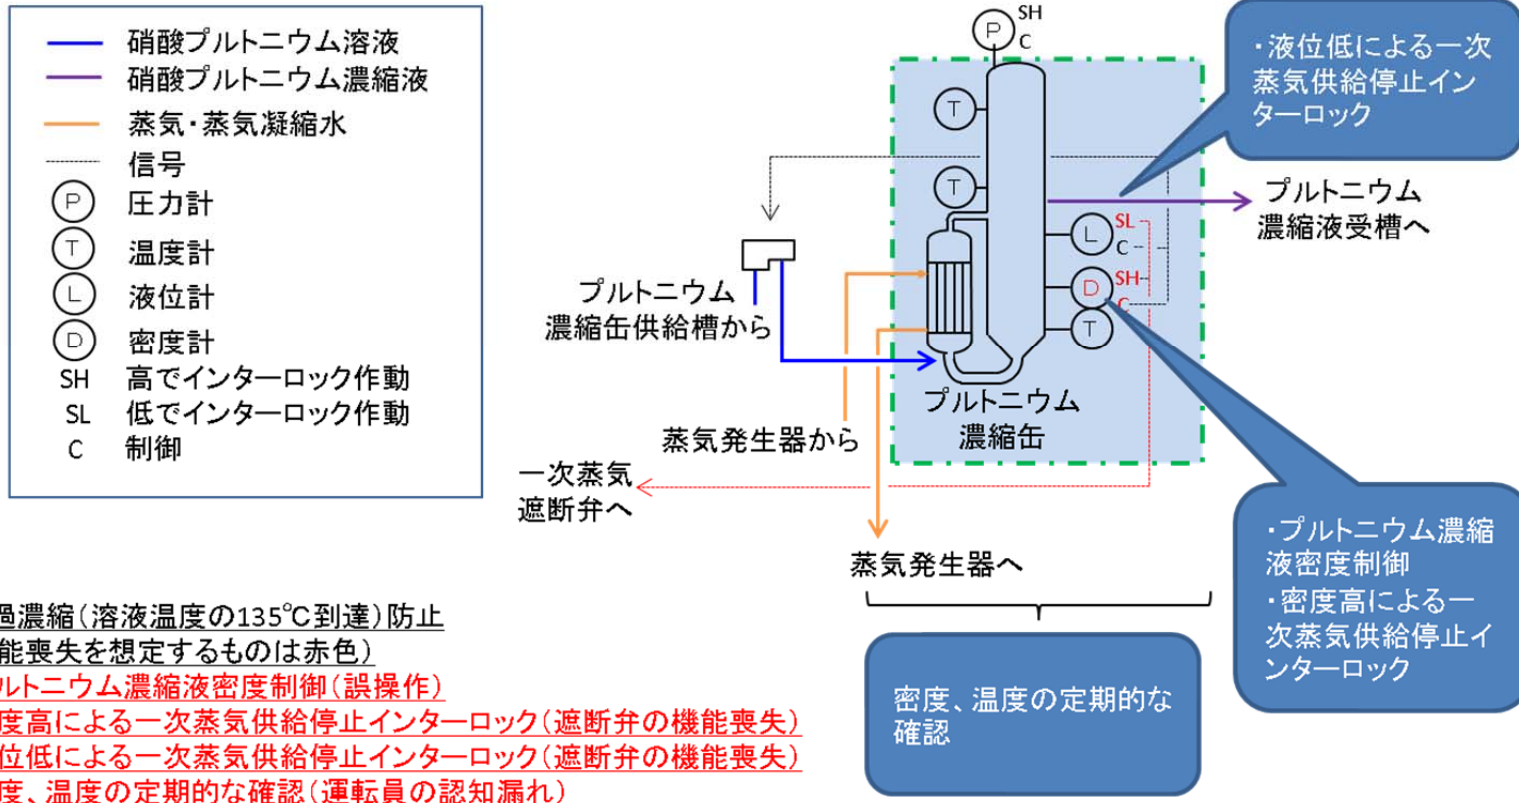 硝酸プルトニウム溶液
硝酸プルトニウム濃縮液
蒸気・蒸気凝縮水
信号
P 圧力計
T 温度計
L 液位計
D 密度計
SH 高でインターロック作動
SL 低でインターロック作動
C 制御
P
SH
C
T
T
L
SL
C
D
SH
C
T
・液位低による一次
蒸気供給停止イン
ターロック
プルトニウム
濃縮液受槽へ
プルトニウム
濃縮缶供給槽から
プルトニウム
濃縮缶
蒸気発生器から
一次蒸気
遮断弁へ
蒸気発生器へ
・プルトニウム濃縮
液密度制御
・密度高による一
次蒸気供給停止イ
ンターロック
密度、温度の定期的な
確認
過濃縮(溶液温度の135℃到達)防止
能喪失を想定するものは赤色)
ルトニウム濃縮液密度制御(誤操作)
度高による一次蒸気供給停止インターロック(遮断弁の機能喪失)
位低による一次蒸気供給停止インターロック(遮断弁の機能喪失)
度、温度の定期的な確認(運転員の認知漏れ)